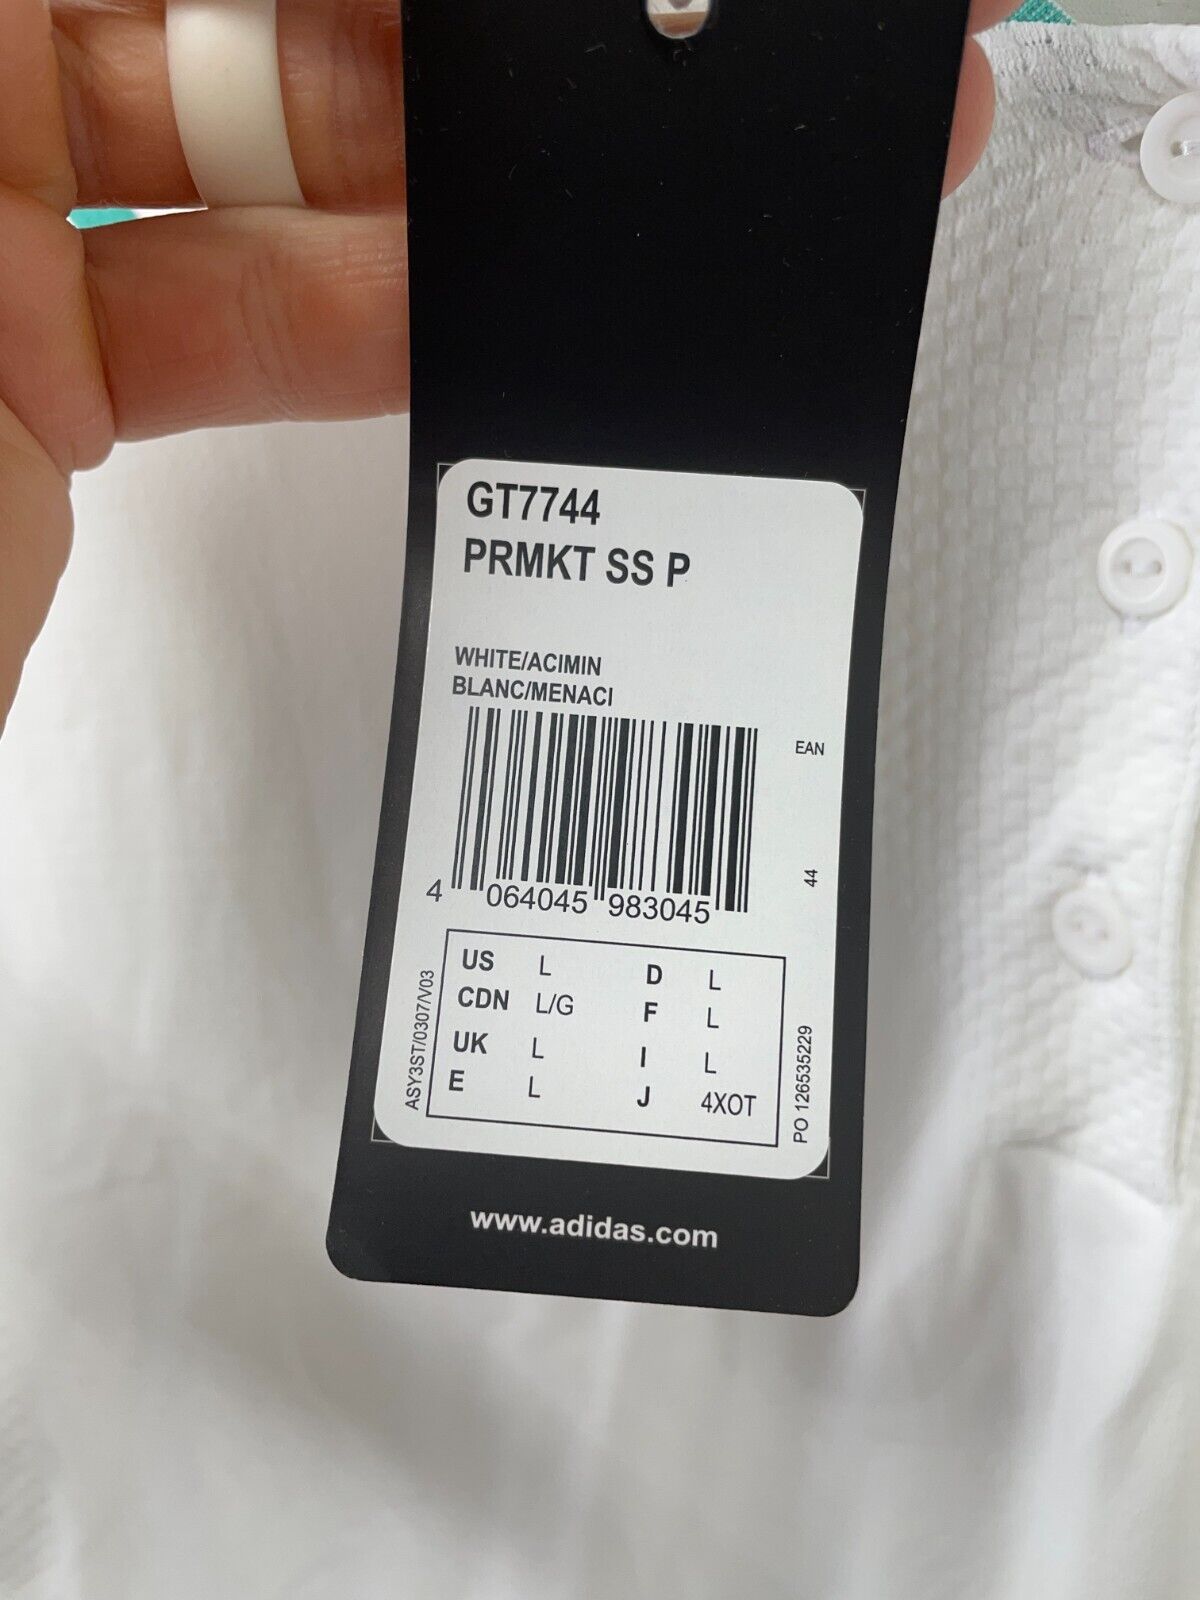 GT7744
PRMKT SS P
WHITE/ACIMIN
BLANC/MENACI
EAN
44
4 064045 983045
US L D L
CDN L/G F L
UK L I L
E L J 4XOT
ASY3ST/0307/V03
PO 126535229
www.adidas.com